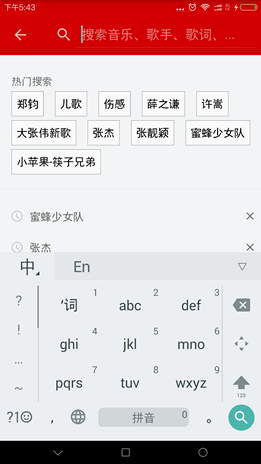 下午5:43
搜索音乐、歌手、歌词、...
热门搜索
郑钧 儿歌 伤感 薛之谦 许嵩
大张伟新歌 张杰 张靓颖 蜜蜂少女队
小苹果-筷子兄弟
蜜蜂少女队
张杰
中 En
? '词 1 abc 2 def 3
! ghi 4 jkl 5 mno 6
... pqrs 7 tuv 8 wxyz 9
~ 123
?1 , 拼音 0 。